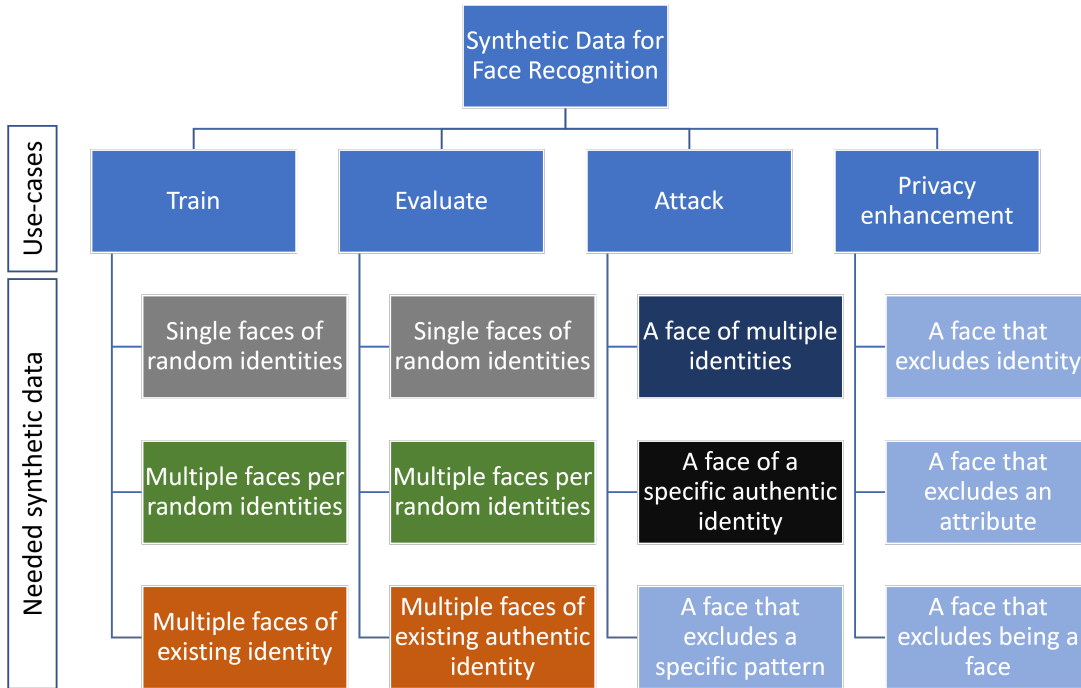 Synthetic Data for
Face Recognition
Use-cases
Train
Evaluate
Attack
Privacy
enhancement
Needed synthetic data
Single faces of
random identities
Single faces of
random identities
A face of multiple
identities
A face that
excludes identity
Multiple faces per
random identities
Multiple faces per
random identities
A face of a
specific authentic
identity
A face that
excludes an
attribute
Multiple faces of
existing identity
Multiple faces of
existing authentic
identity
A face that
excludes a
specific pattern
A face that
excludes being a
face